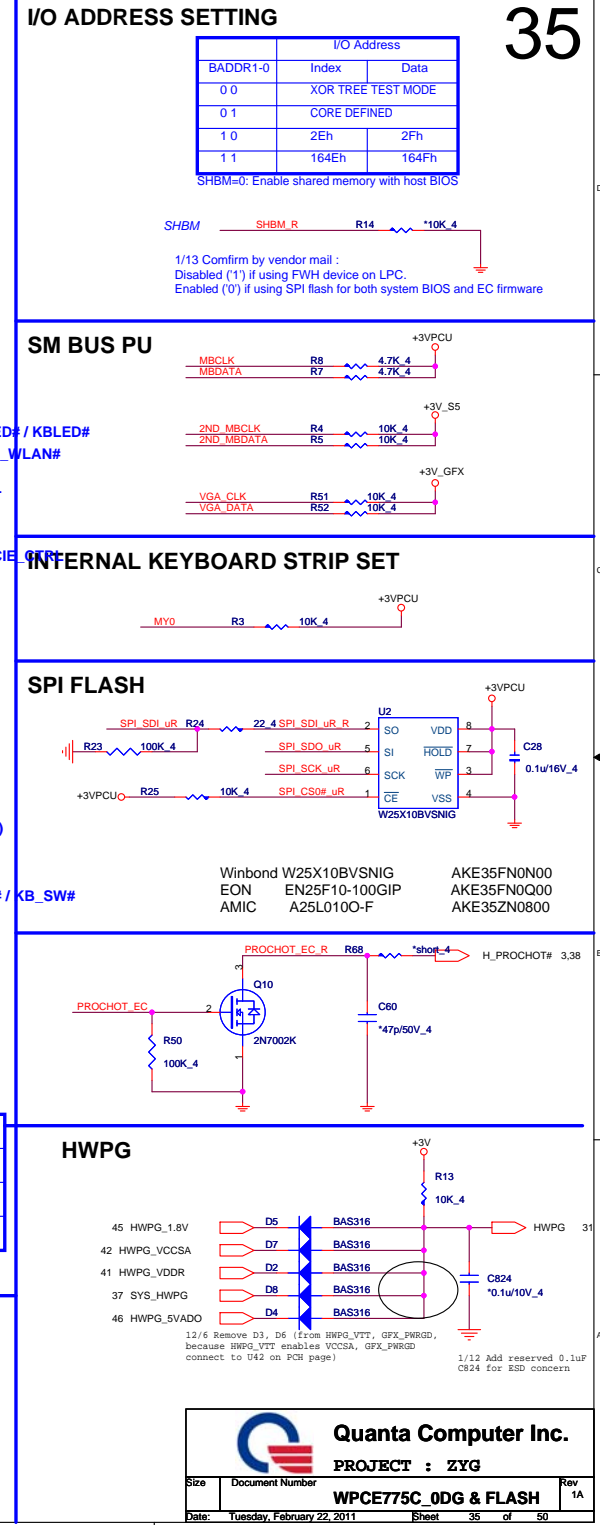 I/O ADDRESS SETTING
35
I/O Address
BADDR1-0 Index Data
0 0 XOR TREE TEST MODE
0 1 CORE DEFINED
1 0 2Eh 2Fh
1 1 164Eh 164Fh
SHBM=0: Enable shared memory with host BIOS
SHBM SHBM_R R14 *10K_4
1/13 Comfirm by vendor mail :
Disabled ('1') if using FWH device on LPC.
Enabled ('0') if using SPI flash for both system BIOS and EC firmware
SM BUS PU
+3VPCU
MBCLK R8 4.7K_4
MBDATA R7 4.7K_4
+3V_S5
2ND_MBCLK R4 10K_4
2ND_MBDATA R5 10K_4
ED# / KBLED#
_WLAN#
+3V_GFX
VGA_CLK R51 10K_4
VGA_DATA R52 10K_4
CIE_CTRL
INTERNAL KEYBOARD STRIP SET
+3VPCU
MY0 R3 10K_4
SPI FLASH
+3VPCU
U2
SPI_SDI_uR R24 22_4 SPI_SDI_uR_R 2 SO VDD 8
R23 100K_4 SPI_SDO_uR 5 SI HOLD 7 C28
SPI_SCK_uR 6 SCK WP 3 0.1u/16V_4
+3VPCU R25 10K_4 SPI_CS0#_uR 1 CE VSS 4
W25X10BVSNIG
)
Winbond W25X10BVSNIG AKE35FN0N00
EON EN25F10-100GIP AKE35FN0Q00
# / KB_SW#
AMIC A25L010O-F AKE35ZN0800
PROCHOT_EC_R R68 *short_4 H_PROCHOT# 3,38
3
Q10
PROCHOT_EC 2
C60
*47p/50V_4
R50
100K_4
2N7002K
1
HWPG
+3V
R13
10K_4
45 HWPG_1.8V D5 BAS316 HWPG 31
42 HWPG_VCCSA D7 BAS316
41 HWPG_VDDR D2 BAS316
C824
*0.1u/10V_4
37 SYS_HWPG D8 BAS316
46 HWPG_5VADO D4 BAS316
12/6 Remove D3, D6 (from HWPG_VTT, GFX_PWRGD,
because HWPG_VTT enables VCCSA, GFX_PWRGD
connect to U42 on PCH page)
1/12 Add reserved 0.1uF
C824 for ESD concern
Quanta Computer Inc.
PROJECT : ZYG
Size Document Number Rev
WPCE775C_0DG & FLASH 1A
Date: Tuesday, February 22, 2011 Sheet 35 of 50